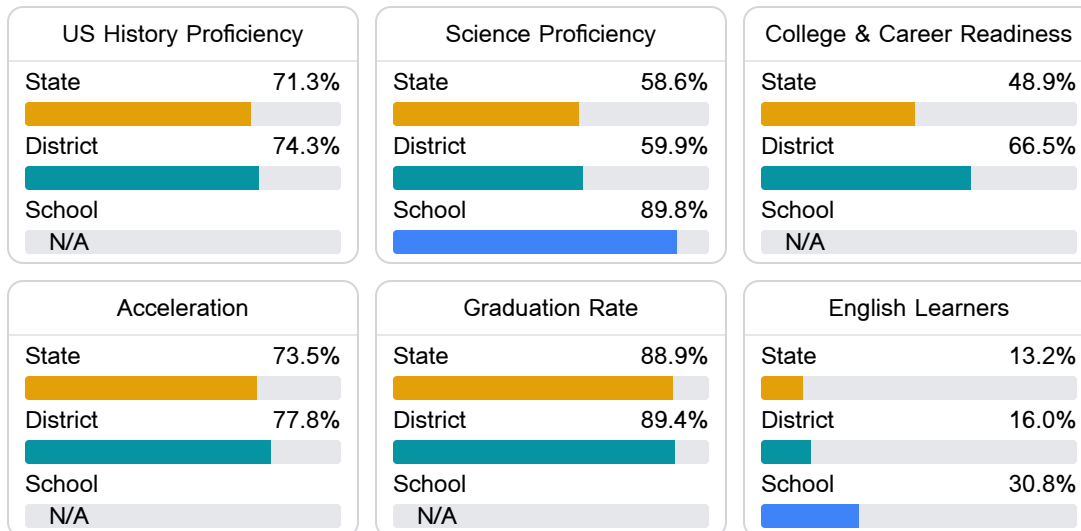 US History Proficiency
State 71.3%
District 74.3%
School
N/A
Science Proficiency
State 58.6%
District 59.9%
School 89.8%
College & Career Readiness
State 48.9%
District 66.5%
School
N/A
Acceleration
State 73.5%
District 77.8%
School
N/A
Graduation Rate
State 88.9%
District 89.4%
School
N/A
English Learners
State 13.2%
District 16.0%
School 30.8%